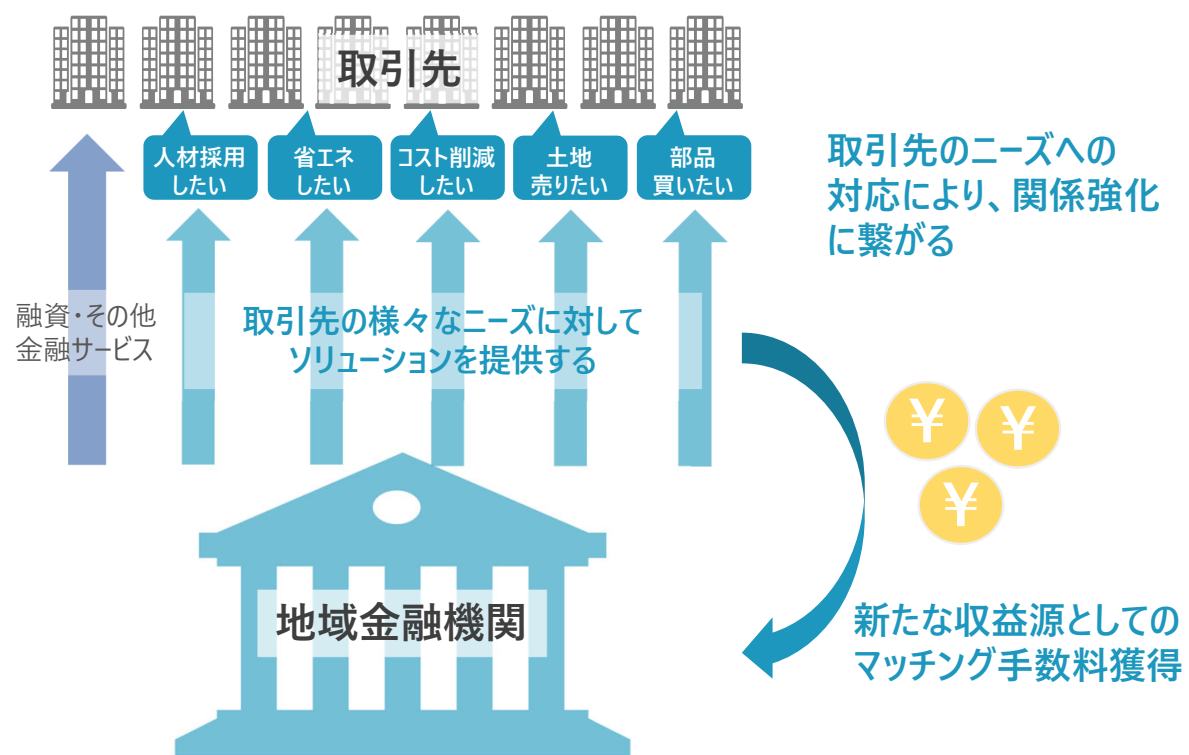 取引先
人材採用
したい
省エネ
したい
コスト削減
したい
土地
売りたい
部品
買いたい
取引先のニーズへの
対応により、関係強化
に繋がる
融資・その他
金融サービス
取引先の様々なニーズに対して
ソリューションを提供する
¥
¥
¥
地域金融機関
新たな収益源としての
マッチング手数料獲得